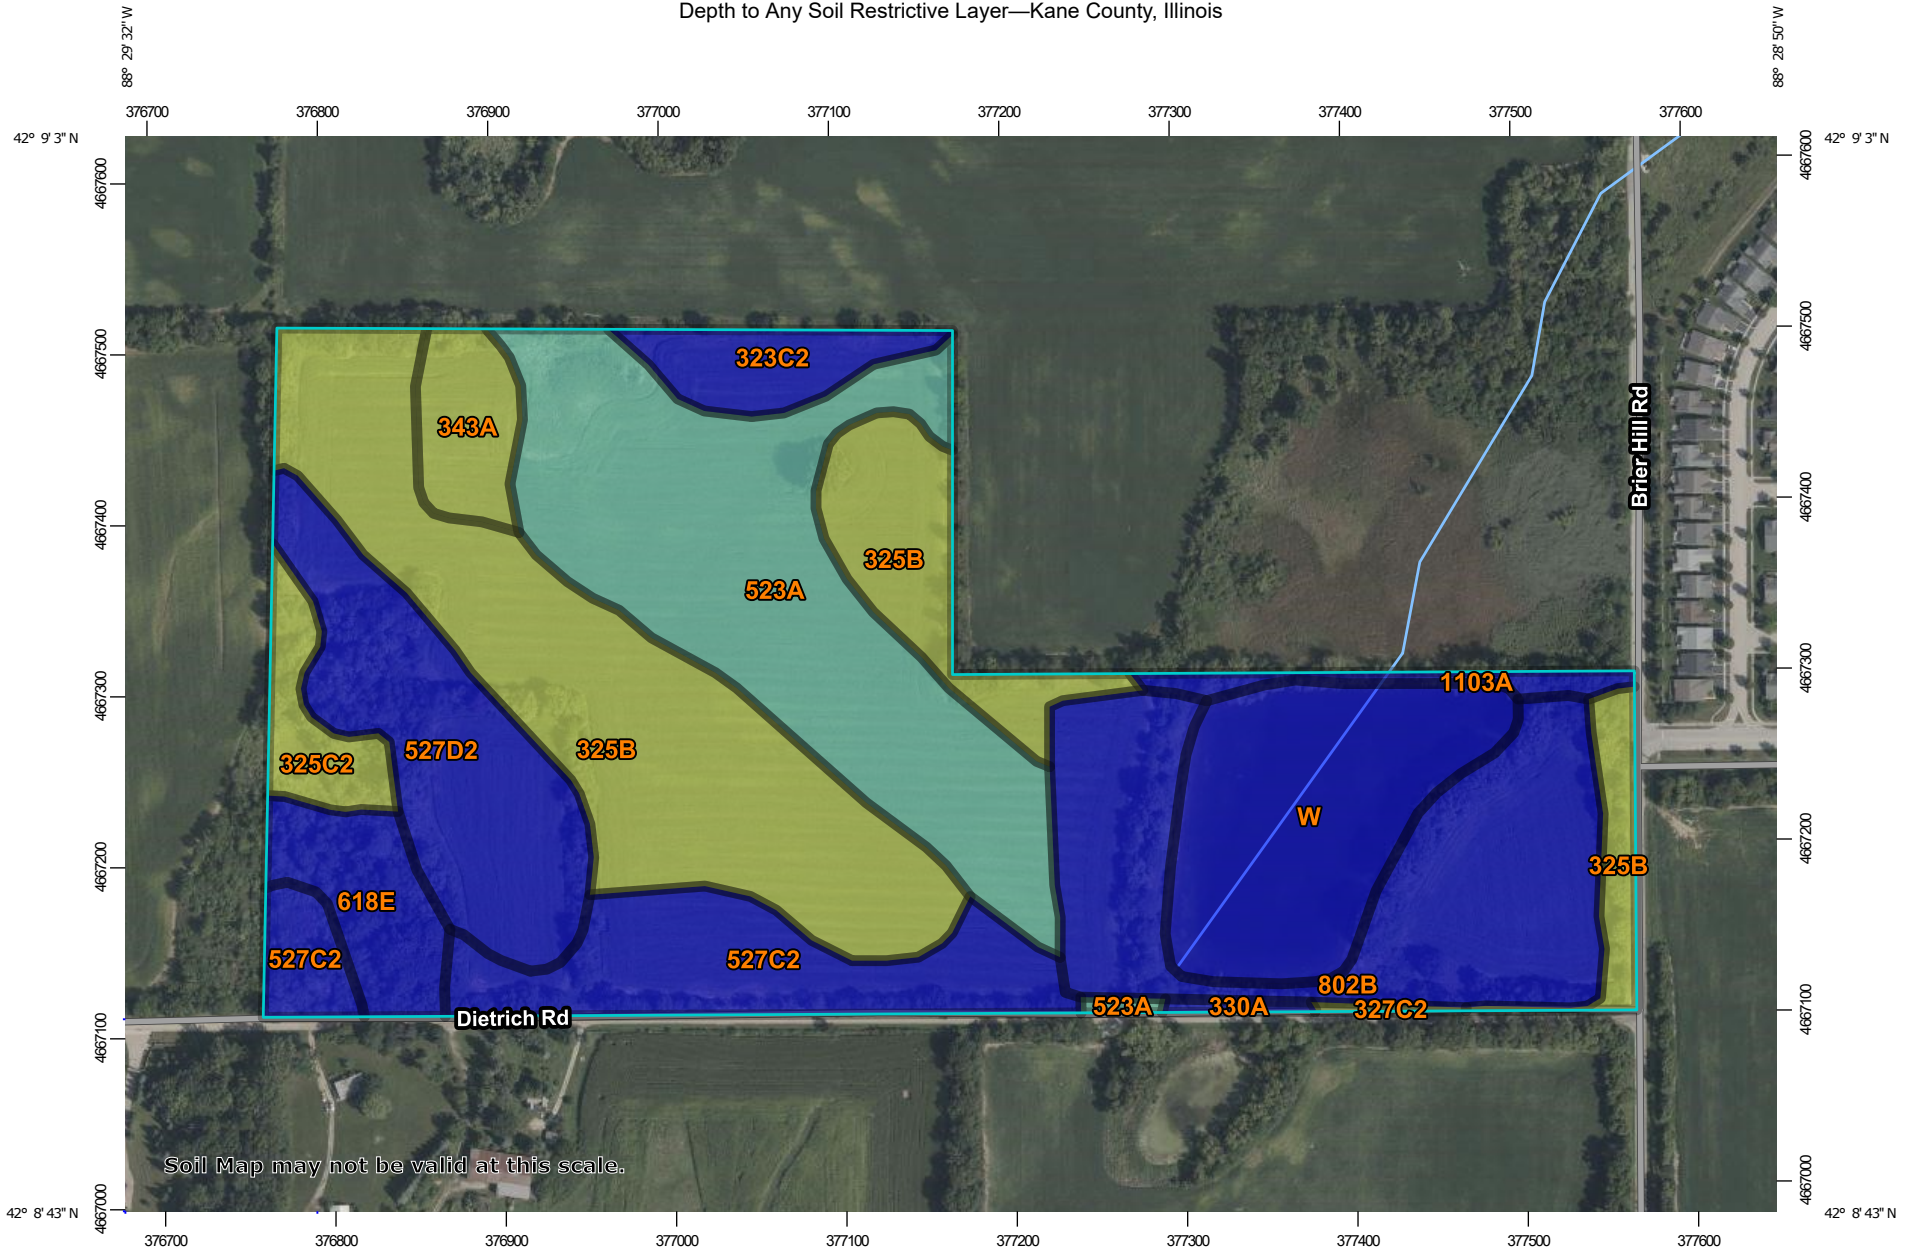 Depth to Any Soil Restrictive Layer—Kane County, Illinois
88° 29' 32'' W
88° 28' 50'' W
376700 376800 376900 377000 377100 377200 377300 377400 377500 377600
42° 9' 3'' N
42° 9' 3'' N
4667600
4667600
4667500
4667500
323C2
343A
Brier Hill Rd
4667400
4667400
325B
523A
4667300
4667300
1103A
527D2
325B
325C2
W
4667200
4667200
325B
618E
527C2
527C2
802B
523A
330A
327C2
Dietrich Rd
4667100
4667100
Soil Map may not be valid at this scale.
4667000
4667000
42° 8' 43'' N
42° 8' 43'' N
376700 376800 376900 377000 377100 377200 377300 377400 377500 377600